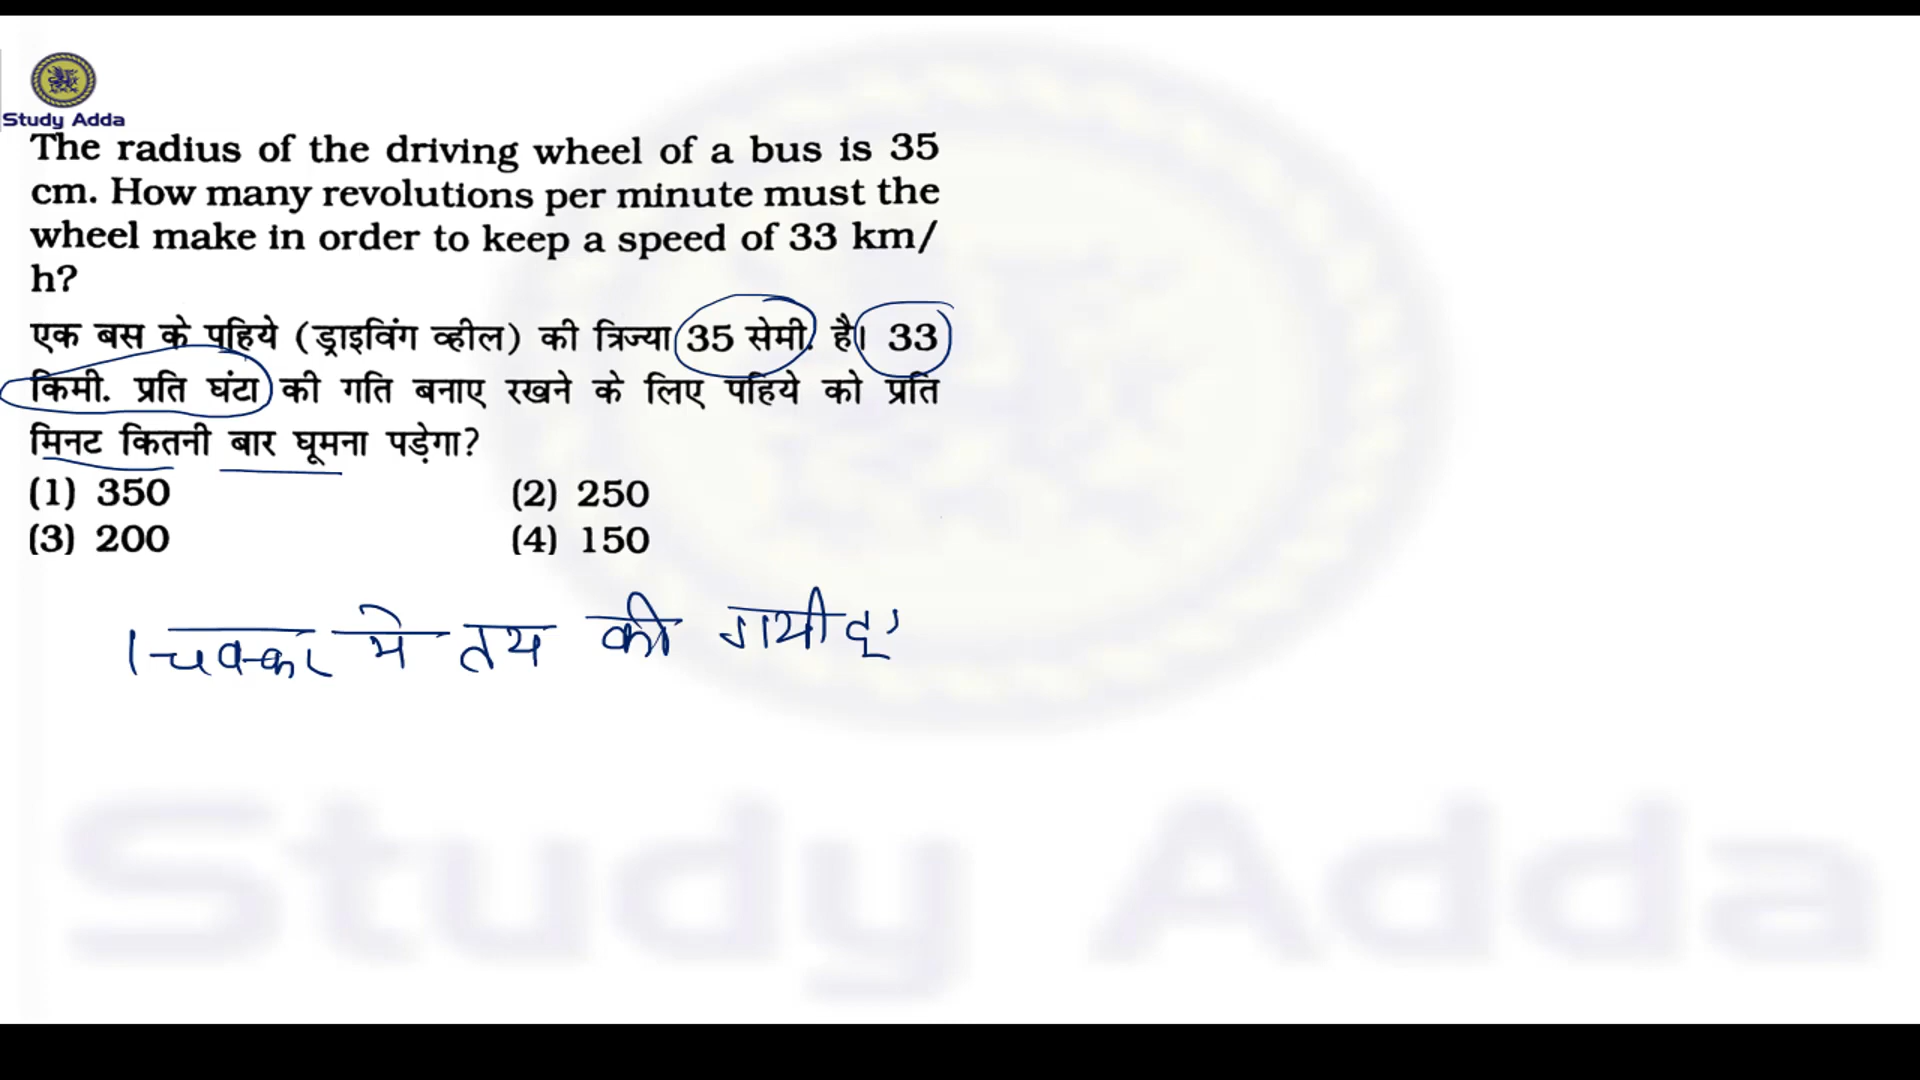 Study Adda
The radius of the driving wheel of a bus is 35
cm. How many revolutions per minute must the
wheel make in order to keep a speed of 33 km/
h?
एक बस के पहिये (ड्राइविंग व्हील) की त्रिज्या 35 सेमी. है। 33
किमी. प्रति घंटा की गति बनाए रखने के लिए पहिये को प्रति
मिनट कितनी बार घूमना पड़ेगा?
(1) 350 (2) 250
(3) 200 (4) 150
1 चक्कर मे तय की गयी दू
Study Adda